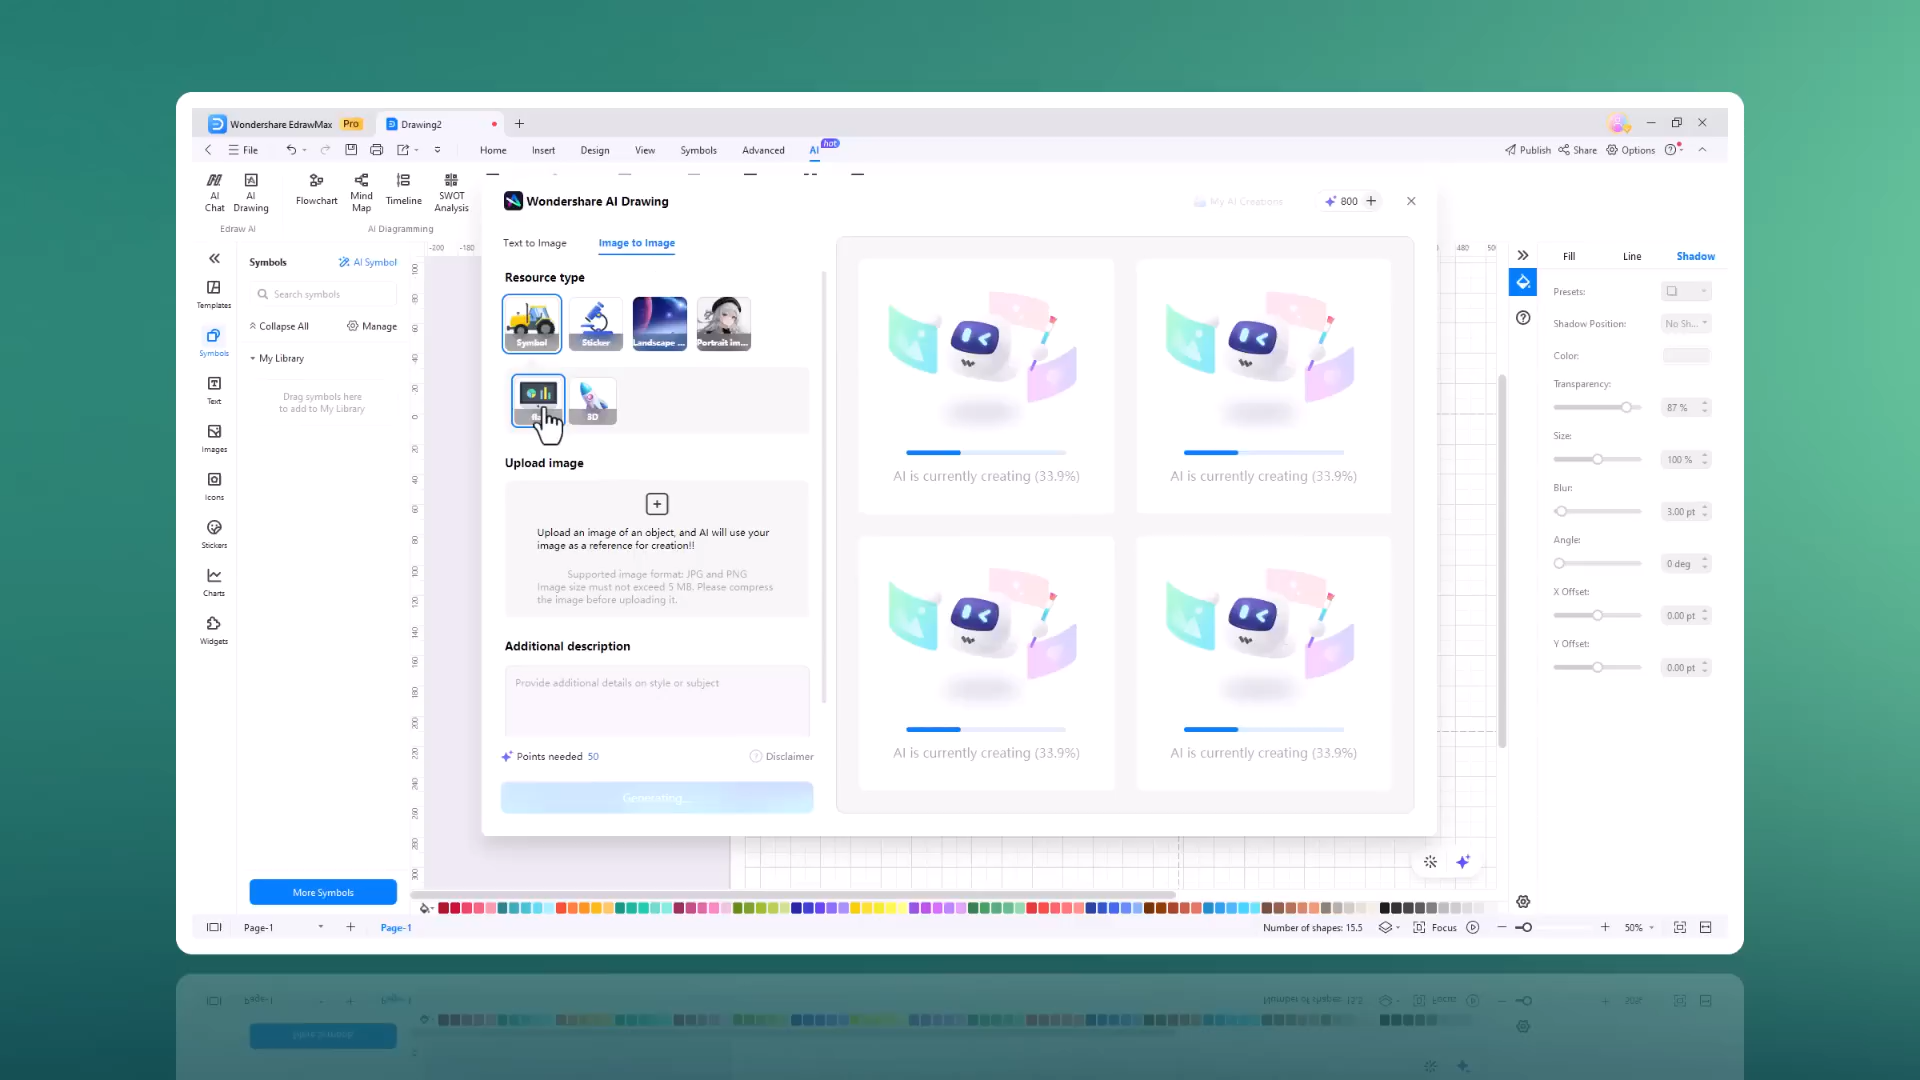 Wondershare EdrawMax Pro
Drawing2
File
Home Insert Design View Symbols Advanced AI hot
Publish Share Options
AI Chat
AI Drawing
Flowchart
Mind Map
Timeline
SWOT Analysis
Edraw AI
AI Diagramming
Wondershare AI Drawing
My AI Creations
800
Text to Image
Image to Image
Resource type
Symbol
Sticker
Landscape ...
Portrait im...
3D
Upload image
Upload an image of an object, and AI will use your
image as a reference for creation!!
Supported image format: JPG and PNG
Image size must not exceed 5 MB. Please compress
the image before uploading it.
Additional description
Provide additional details on style or subject
Points needed 50
Disclaimer
Generating...
AI is currently creating (33.9%)
AI is currently creating (33.9%)
AI is currently creating (33.9%)
AI is currently creating (33.9%)
Templates
Symbols
Text
Images
Icons
Stickers
Charts
Widgets
Symbols
AI Symbol
Search symbols
Collapse All
Manage
My Library
Drag symbols here
to add to My Library
More Symbols
Fill Line Shadow
Presets:
Shadow Position: No Sh...
Color:
Transparency:
87 %
Size:
100 %
Blur:
3.00 pt
Angle:
0 deg
X Offset:
0.00 pt
Y Offset:
0.00 pt
Page-1
Page-1
Number of shapes: 15.5
Focus
50%